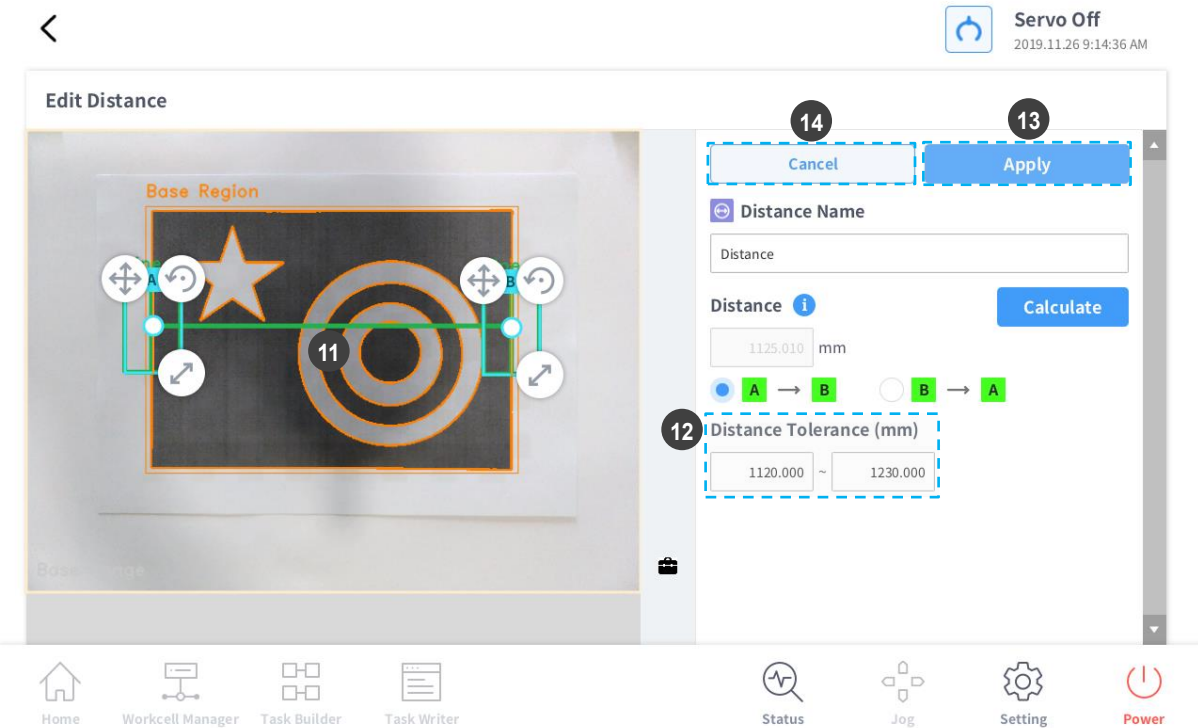 Servo Off
2019.11.26 9:14:36 AM
Edit Distance
14
13
Cancel
Apply
Base Region
Distance Name
Distance
A
B
Distance i
Calculate
11
1125.010 mm
A → B B → A
12 Distance Tolerance (mm)
1120.000 ~ 1230.000
Home
Workcell Manager
Task Builder
Task Writer
Status
Jog
Setting
Power